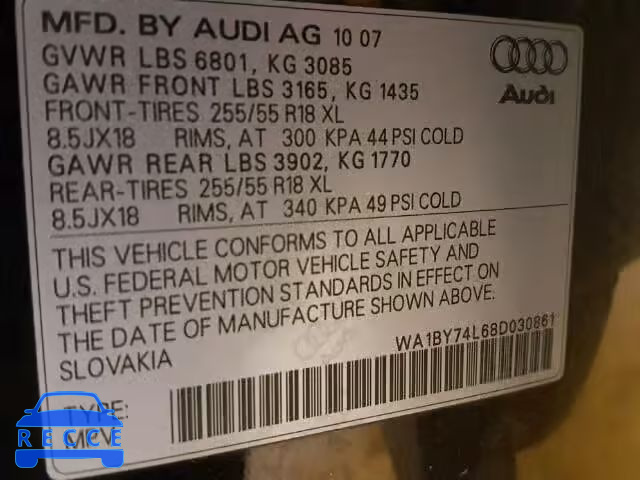 MFD. BY AUDI AG 10 07
GVWR LBS 6801, KG 3085
GAWR FRONT LBS 3165, KG 1435
FRONT-TIRES 255/55 R18 XL
8.5JX18 RIMS, AT 300 KPA 44 PSI COLD
GAWR REAR LBS 3902, KG 1770
REAR-TIRES 255/55 R18 XL
8.5JX18 RIMS, AT 340 KPA 49 PSI COLD
Audi
THIS VEHICLE CONFORMS TO ALL APPLICABLE
U.S. FEDERAL MOTOR VEHICLE SAFETY AND
THEFT PREVENTION STANDARDS IN EFFECT ON
THE DATE OF MANUFACTURE SHOWN ABOVE.
SLOVAKIA
WA1BY74L68D030861
TYPE:
MPV
RECCE